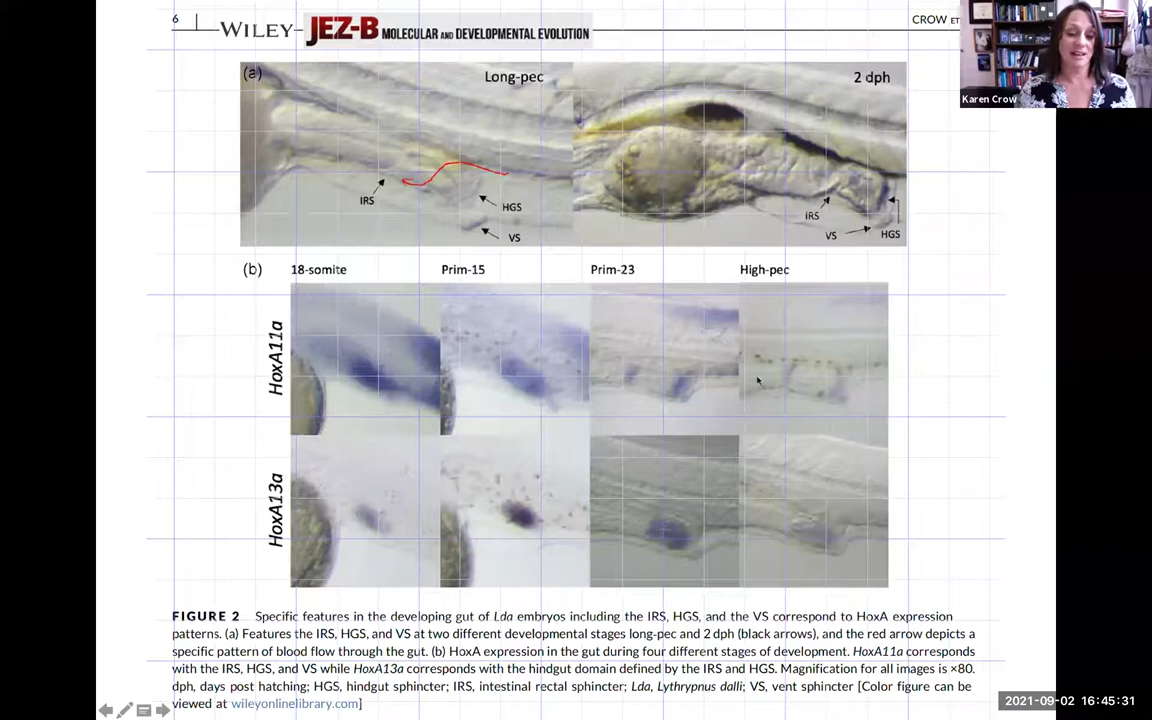 6
WILEY
JEZ-B MOLECULAR AND DEVELOPMENTAL EVOLUTION
CROW ET
Karen Crow
(a)
Long-pec
2 dph
IRS
HGS
VS
IRS
VS
HGS
(b)
18-somite
Prim-15
Prim-23
High-pec
HoxA11a
HoxA13a
FIGURE 2 Specific features in the developing gut of Lda embryos including the IRS, HGS, and the VS correspond to HoxA expression
patterns. (a) Features the IRS, HGS, and VS at two different developmental stages long-pec and 2 dph (black arrows), and the red arrow depicts a
specific pattern of blood flow through the gut. (b) HoxA expression in the gut during four different stages of development. HoxA11a corresponds
with the IRS, HGS, and VS while HoxA13a corresponds with the hindgut domain defined by the IRS and HGS. Magnification for all images is ×80.
dph, days post hatching; HGS, hindgut sphincter; IRS, intestinal rectal sphincter; Lda, Lythrypnus dalli; VS, vent sphincter [Color figure can be
viewed at wileyonlinelibrary.com]
2021-09-02 16:45:31